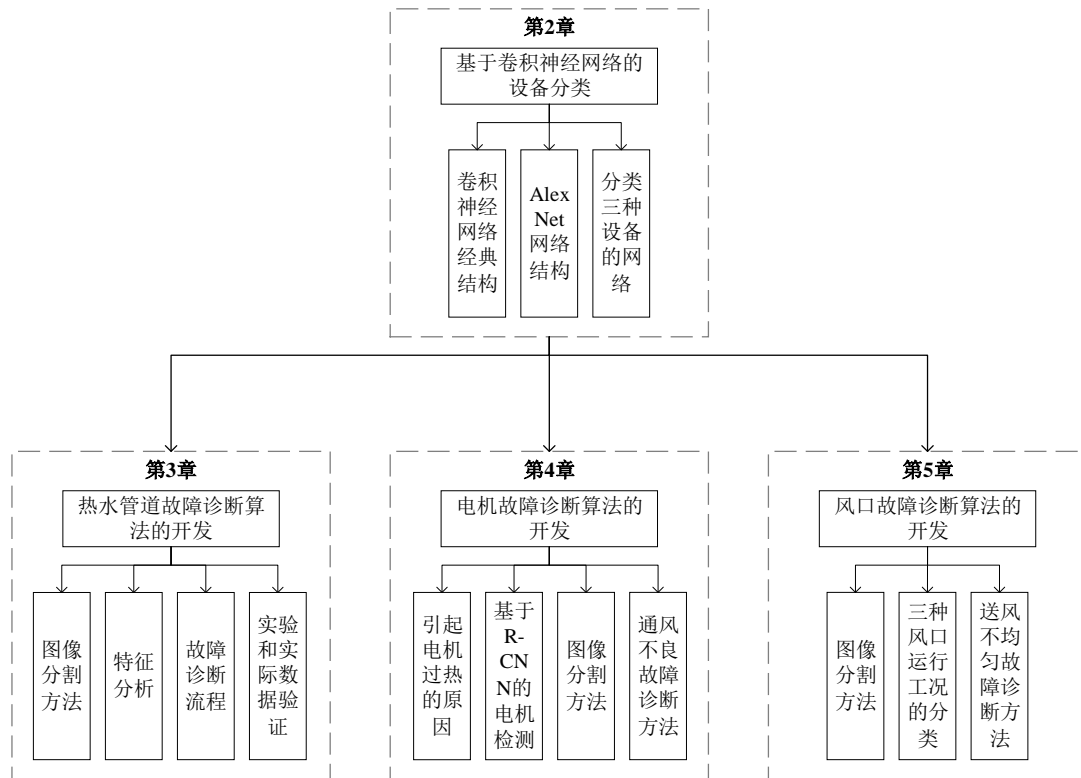 第2章
基于卷积神经网络的
设备分类
卷积
神经
网络
经典
结构
Alex
Net
网络
结构
分类
三种
设备
的网
络
第3章
热水管道故障诊断算
法的开发
图像
分割
方法
特征
分析
故障
诊断
流程
实验
和实
际数
据验
证
第4章
电机故障诊断算法的
开发
引起
电机
过热
的原
因
基于
R-
CN
N的
电机
检测
图像
分割
方法
通风
不良
故障
诊断
方法
第5章
风口故障诊断算法的
开发
图像
分割
方法
三种
风口
运行
工况
的分
类
送风
不均
匀故
障诊
断方
法